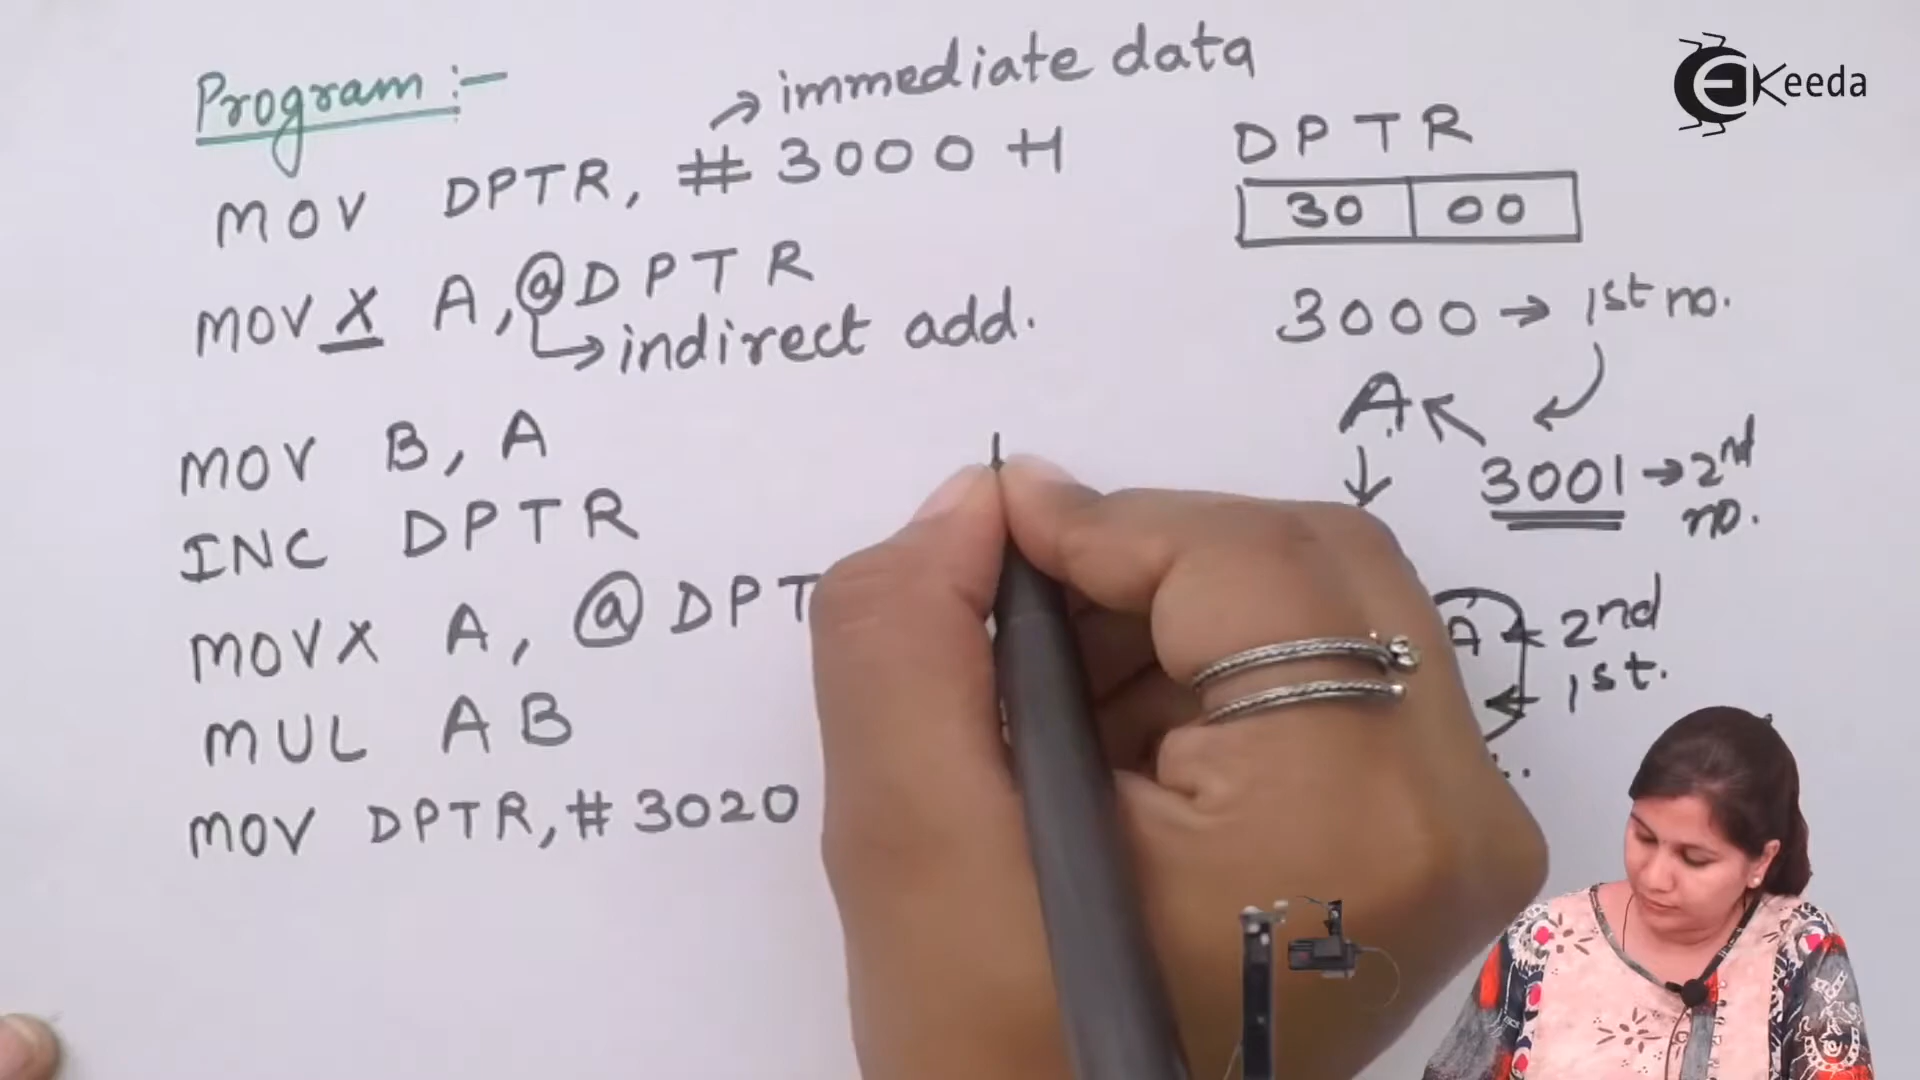 Program :-
→ immediate data
MOV DPTR, # 3000 H
MOVX A, @DPTR
→ indirect add.
MOV B, A
INC DPTR
MOVX A, @ DPT
MUL AB
MOV DPTR, # 3020
DPTR
30 00
3000 → 1st no.
A
3001 → 2nd no.
A ← 2nd
1st.
EKeeda